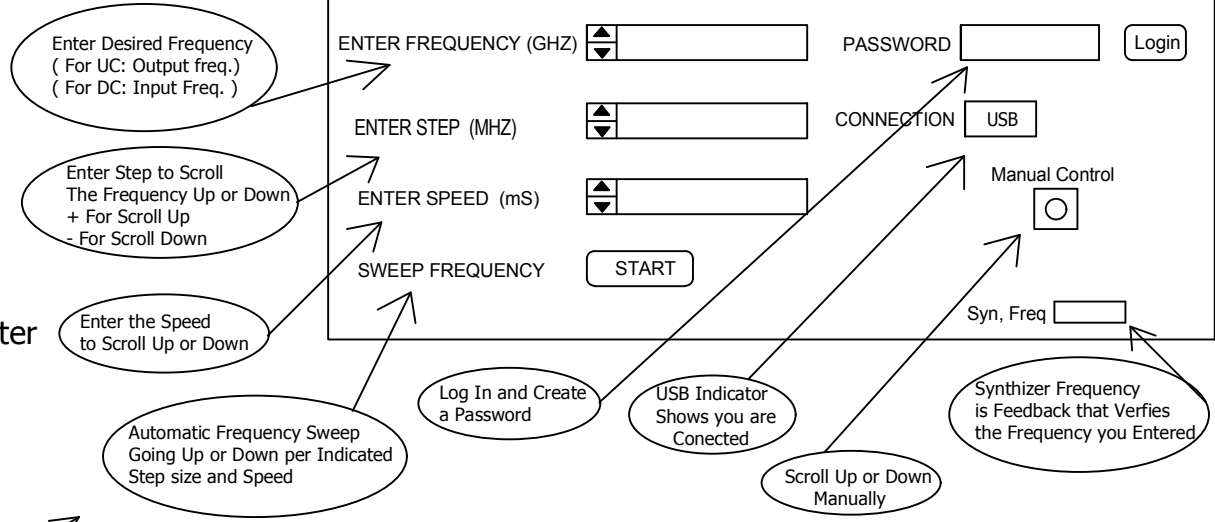 Enter Desired Frequency
( For UC: Output freq.)
( For DC: Input Freq. )
ENTER FREQUENCY (GHZ)
PASSWORD
Login
ENTER STEP (MHZ)
CONNECTION
USB
Enter Step to Scroll
The Frequency Up or Down
+ For Scroll Up
- For Scroll Down
ENTER SPEED (mS)
Manual Control
SWEEP FREQUENCY
START
ter
Enter the Speed
to Scroll Up or Down
Syn, Freq
Log In and Create
a Password
USB Indicator
Shows you are
Conected
Synthizer Frequency
is Feedback that Verfies
the Frequency you Entered
Automatic Frequency Sweep
Going Up or Down per Indicated
Step size and Speed
Scroll Up or Down
Manually